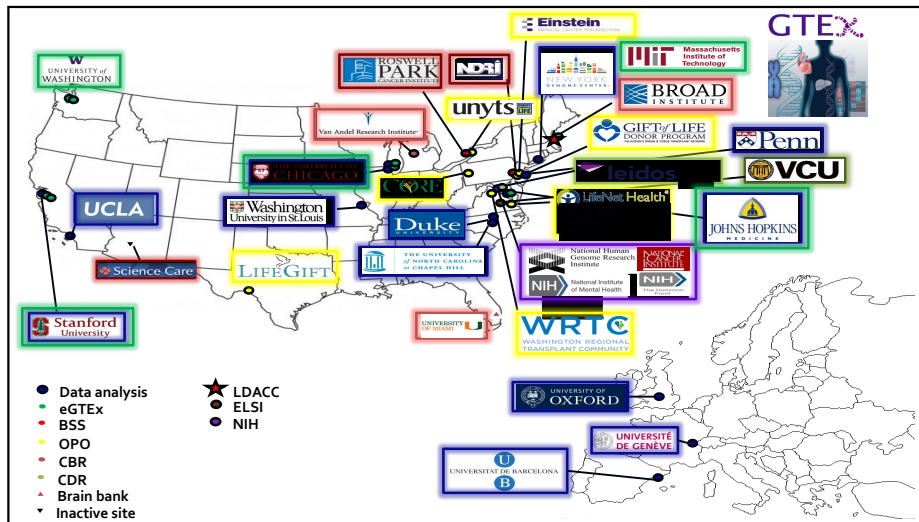 GTEx
Einstein
MEDICAL CENTER PHILADELPHIA
W
UNIVERSITY of
WASHINGTON
ROSWELL
PARK
CANCER INSTITUTE
NDRI
NEW YORK
GENOME CENTER
MIT
Massachusetts
Institute of
Technology
unyts
BROAD
INSTITUTE
Van Andel Research Institute
GIFT of LIFE
DONOR PROGRAM
Penn
THE UNIVERSITY OF
CHICAGO
CORE
leidos
VCU
UCLA
Washington
University in St.Louis
LifeNet Health
Duke
UNIVERSITY
JOHNS HOPKINS
MEDICINE
THE UNIVERSITY
of NORTH CAROLINA
at CHAPEL HILL
Science Care
LIFEGIFT
National Human
Genome Research
Institute
NIH
National Institute
of Mental Health
NIH
The Common
Fund
Stanford
University
UNIVERSITY
OF MIAMI
U
WRTC
WASHINGTON REGIONAL
TRANSPLANT COMMUNITY
Data analysis
eGTEx
BSS
OPO
CBR
CDR
Brain bank
Inactive site
LDACC
ELSI
NIH
UNIVERSITY OF
OXFORD
UNIVERSITÉ
DE GENÈVE
U
UNIVERSITAT DE BARCELONA
B